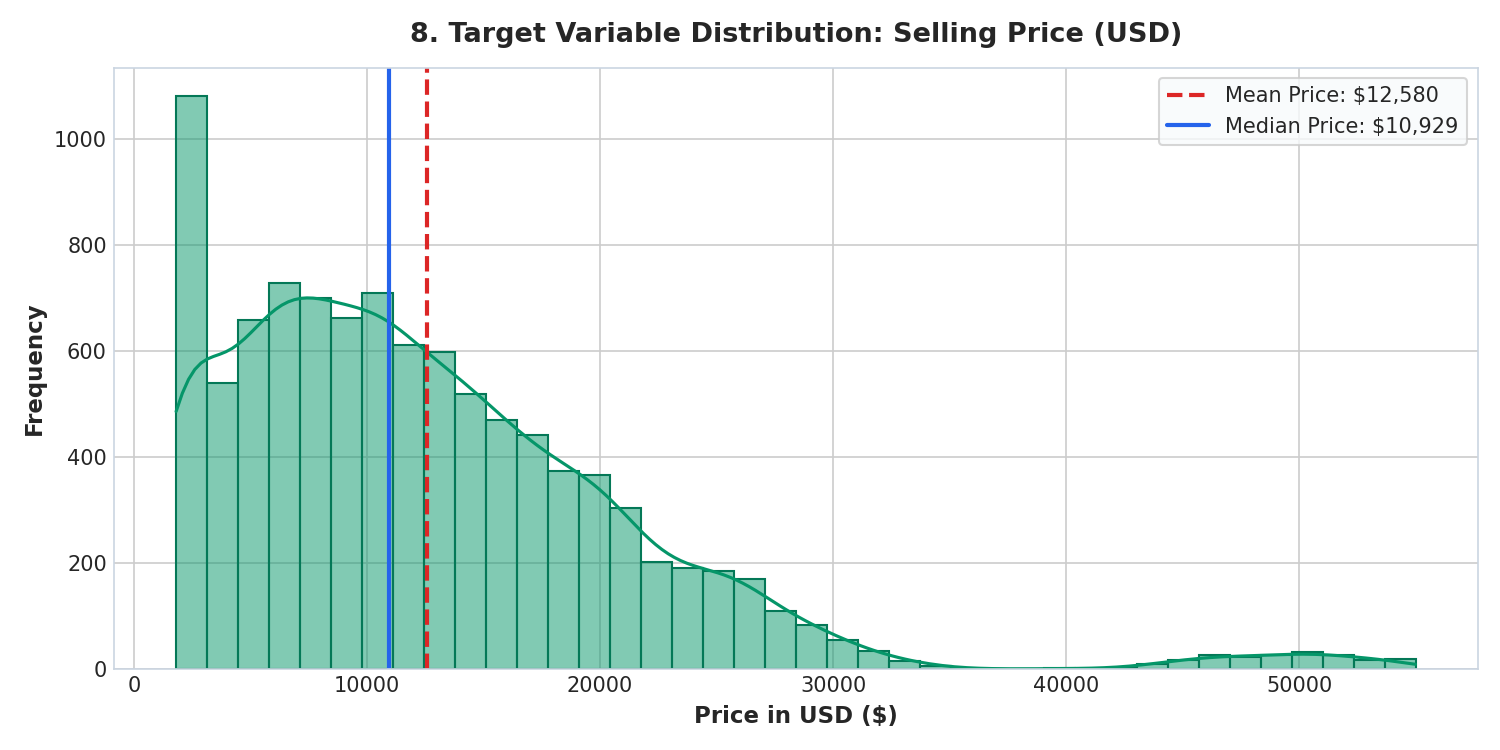 8. Target Variable Distribution: Selling Price (USD)
Mean Price: $12,580
Median Price: $10,929
Frequency
1000
800
600
400
200
0
0 10000 20000 30000 40000 50000
Price in USD ($)